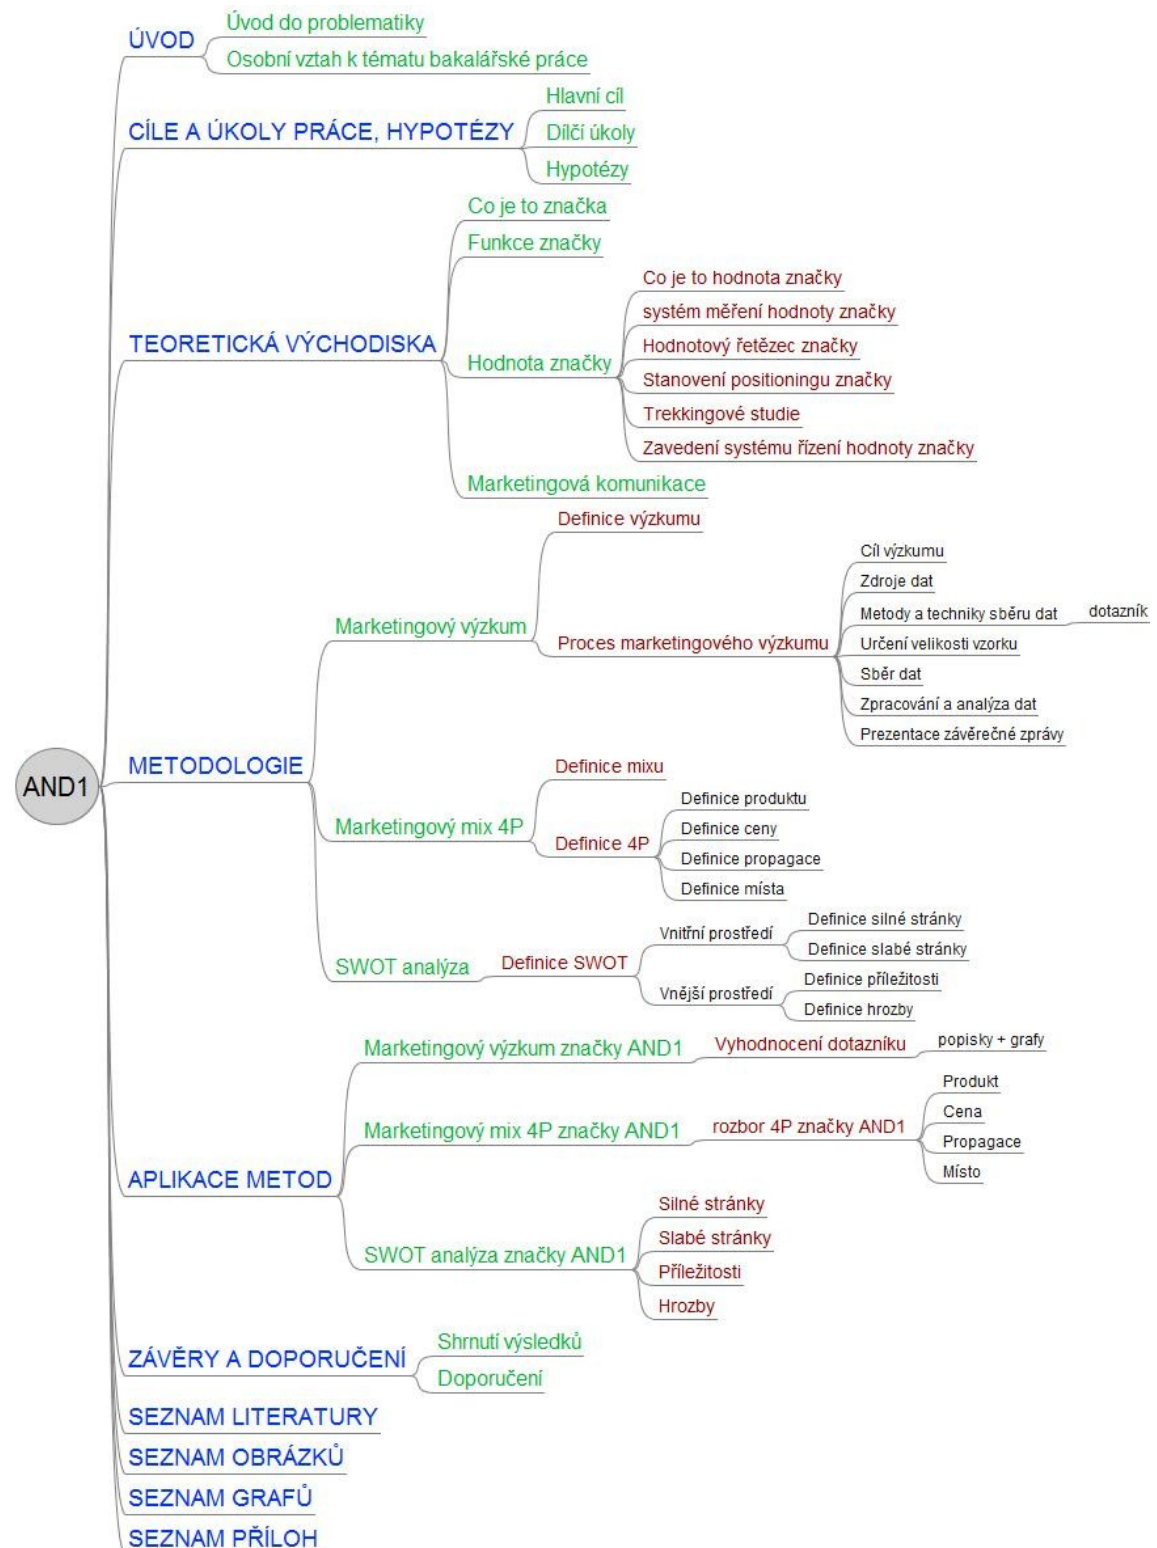 AND1
ÚVOD
Úvod do problematiky
Osobní vztah k tématu bakalářské práce
CÍLE A ÚKOLY PRÁCE, HYPOTÉZY
Hlavní cíl
Dílčí úkoly
Hypotézy
TEORETICKÁ VÝCHODISKA
Co je to značka
Funkce značky
Hodnota značky
Co je to hodnota značky
systém měření hodnoty značky
Hodnotový řetězec značky
Stanovení positioningu značky
Trekkingové studie
Zavedení systému řízení hodnoty značky
Marketingová komunikace
METODOLOGIE
Marketingový výzkum
Definice výzkumu
Proces marketingového výzkumu
Cíl výzkumu
Zdroje dat
Metody a techniky sběru dat
dotazník
Určení velikosti vzorku
Sběr dat
Zpracování a analýza dat
Prezentace závěrečné zprávy
Marketingový mix 4P
Definice mixu
Definice 4P
Definice produktu
Definice ceny
Definice propagace
Definice místa
SWOT analýza
Definice SWOT
Vnitřní prostředí
Definice silné stránky
Definice slabé stránky
Vnější prostředí
Definice příležitosti
Definice hrozby
APLIKACE METOD
Marketingový výzkum značky AND1
Vyhodnocení dotazníku
popisky + grafy
Marketingový mix 4P značky AND1
rozbor 4P značky AND1
Produkt
Cena
Propagace
Místo
SWOT analýza značky AND1
Silné stránky
Slabé stránky
Příležitosti
Hrozby
ZÁVĚRY A DOPORUČENÍ
Shrnutí výsledků
Doporučení
SEZNAM LITERATURY
SEZNAM OBRÁZKŮ
SEZNAM GRAFŮ
SEZNAM PŘÍLOH